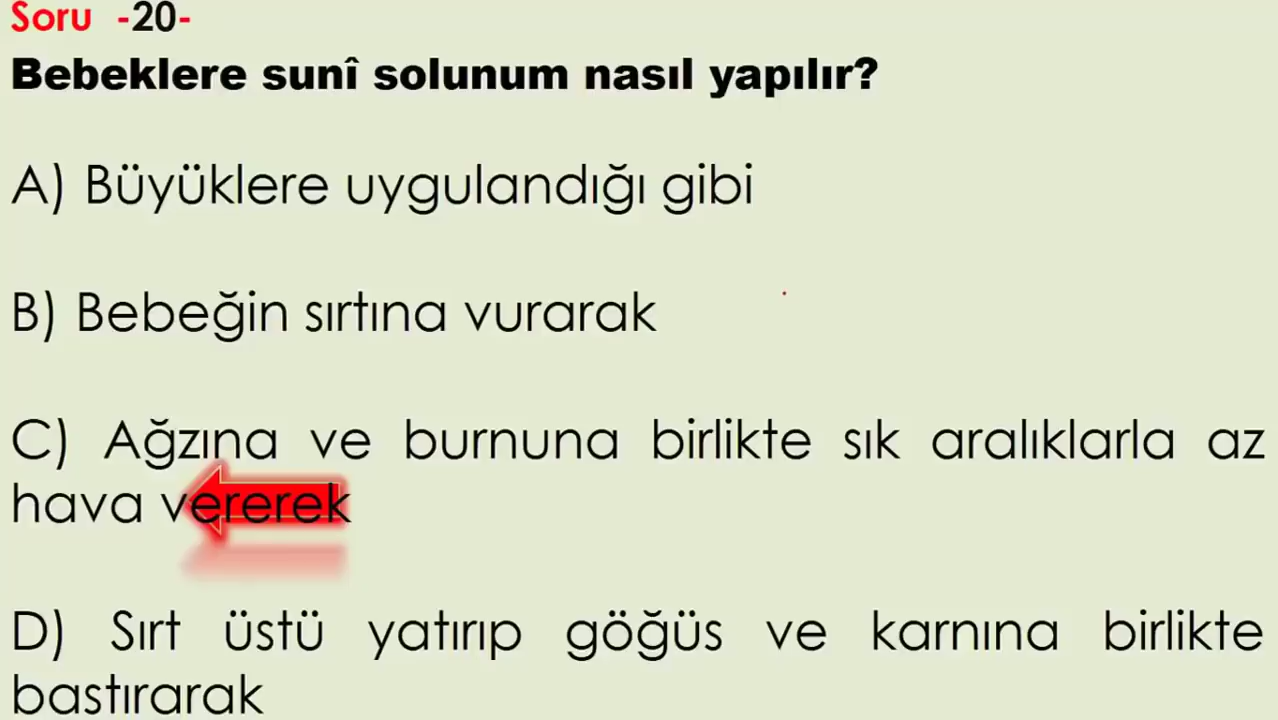 Soru -20-
Bebeklere sunî solunum nasıl yapılır?
A) Büyüklere uygulandığı gibi
B) Bebeğin sırtına vurarak
C) Ağzına ve burnuna birlikte sık aralıklarla az
hava vererek
D) Sırt üstü yatırıp göğüs ve karnına birlikte
bastırarak